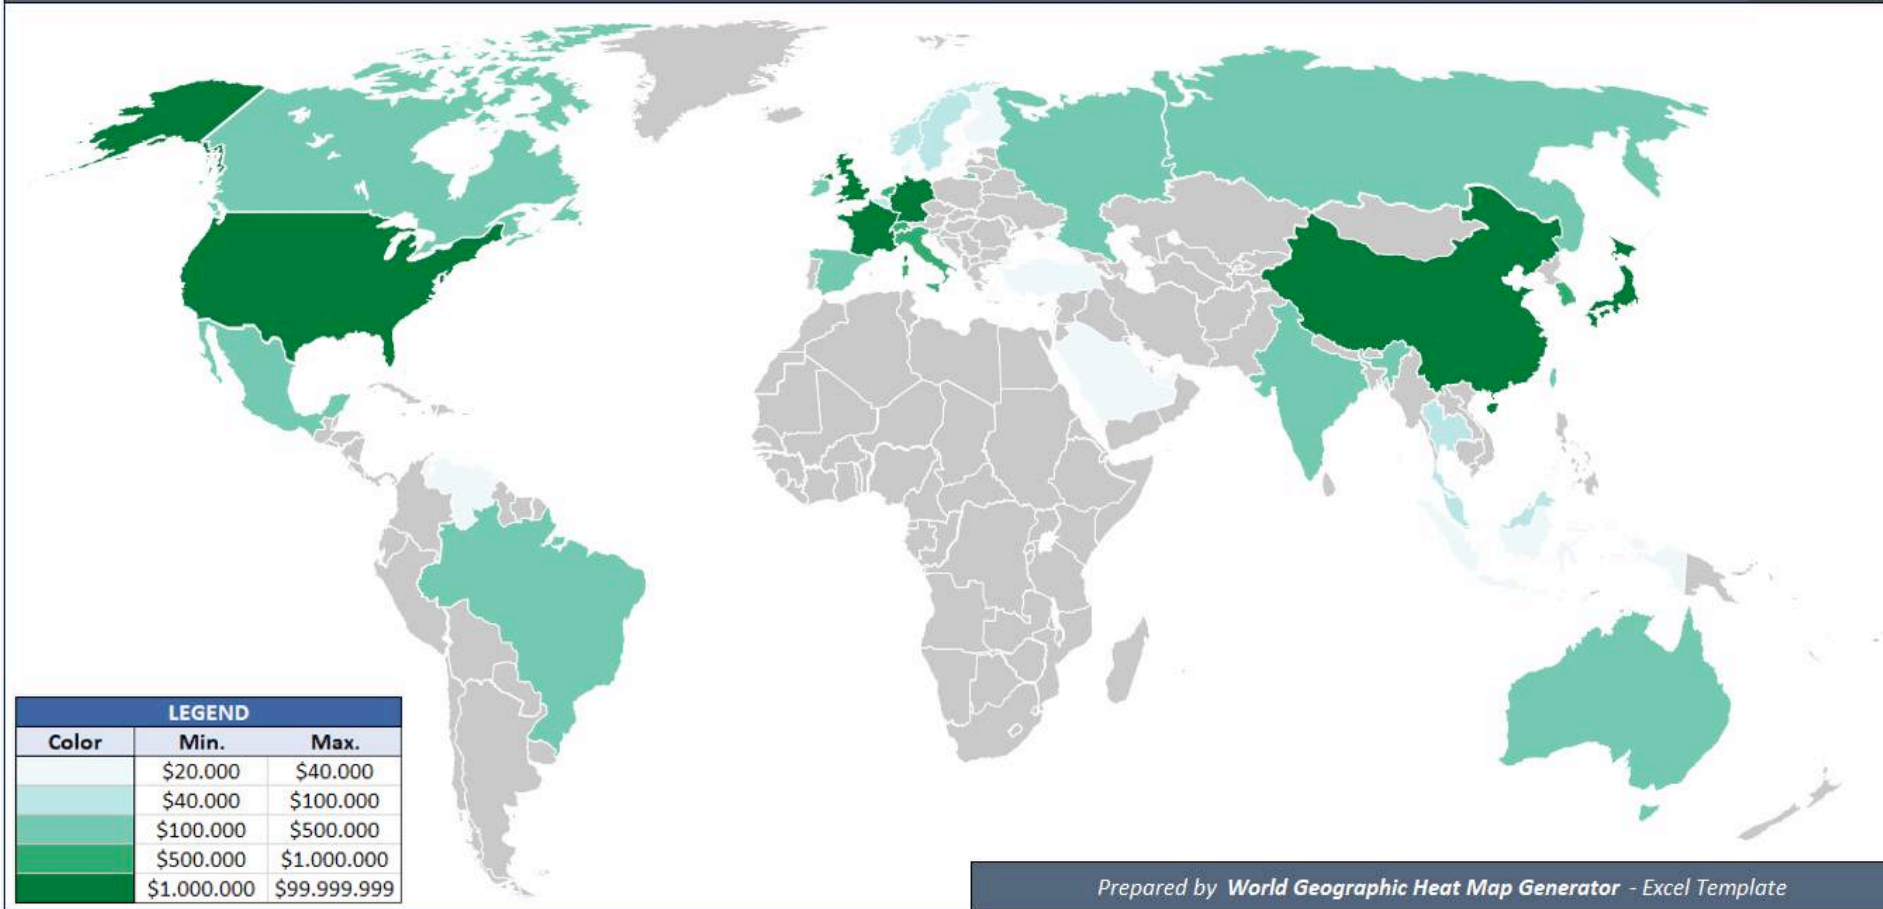 LEGEND
Color Min. Max.
$20.000 $40.000
$40.000 $100.000
$100.000 $500.000
$500.000 $1.000.000
$1.000.000 $99.999.999
Prepared by World Geographic Heat Map Generator - Excel Template